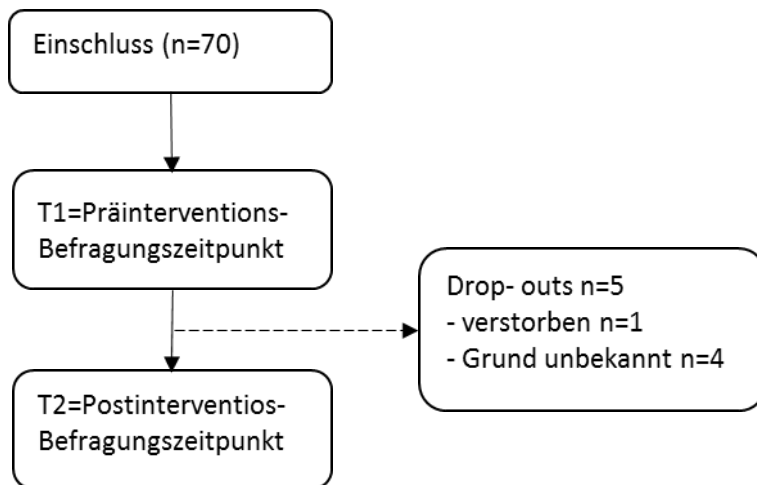 Einschluss (n=70)
T1=Präinterventions-
Befragungszeitpunkt
Drop- outs n=5
- verstorben n=1
- Grund unbekannt n=4
T2=Postinterventios-
Befragungszeitpunkt